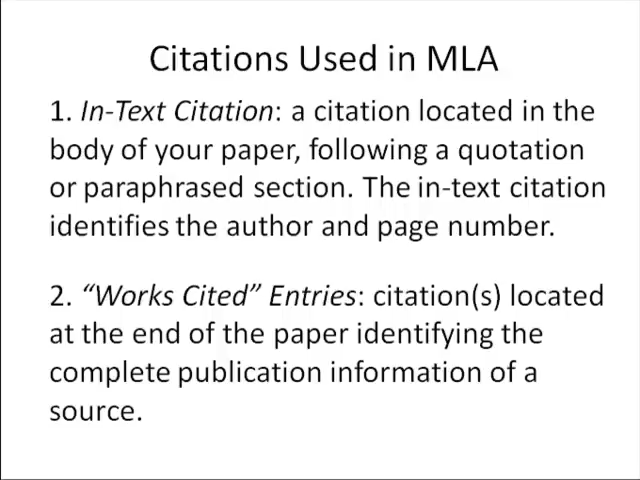 Citations Used in MLA
1. In-Text Citation: a citation located in the
body of your paper, following a quotation
or paraphrased section. The in-text citation
identifies the author and page number.
2. “Works Cited” Entries: citation(s) located
at the end of the paper identifying the
complete publication information of a
source.